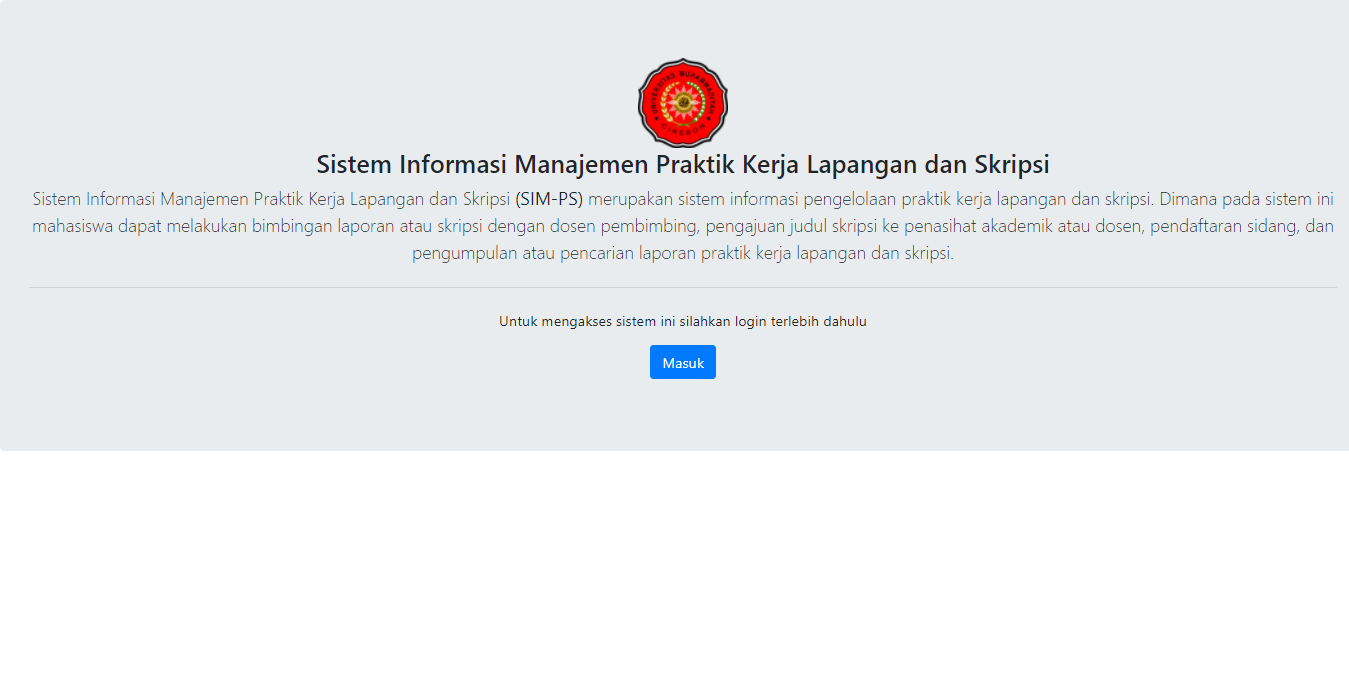 UNIVERSITAS MUHAMMADIYAH
CIREBON
Sistem Informasi Manajemen Praktik Kerja Lapangan dan Skripsi
Sistem Informasi Manajemen Praktik Kerja Lapangan dan Skripsi (SIM-PS) merupakan sistem informasi pengelolaan praktik kerja lapangan dan skripsi. Dimana pada sistem ini
mahasiswa dapat melakukan bimbingan laporan atau skripsi dengan dosen pembimbing, pengajuan judul skripsi ke penasihat akademik atau dosen, pendaftaran sidang, dan
pengumpulan atau pencarian laporan praktik kerja lapangan dan skripsi.
Untuk mengakses sistem ini silahkan login terlebih dahulu
Masuk